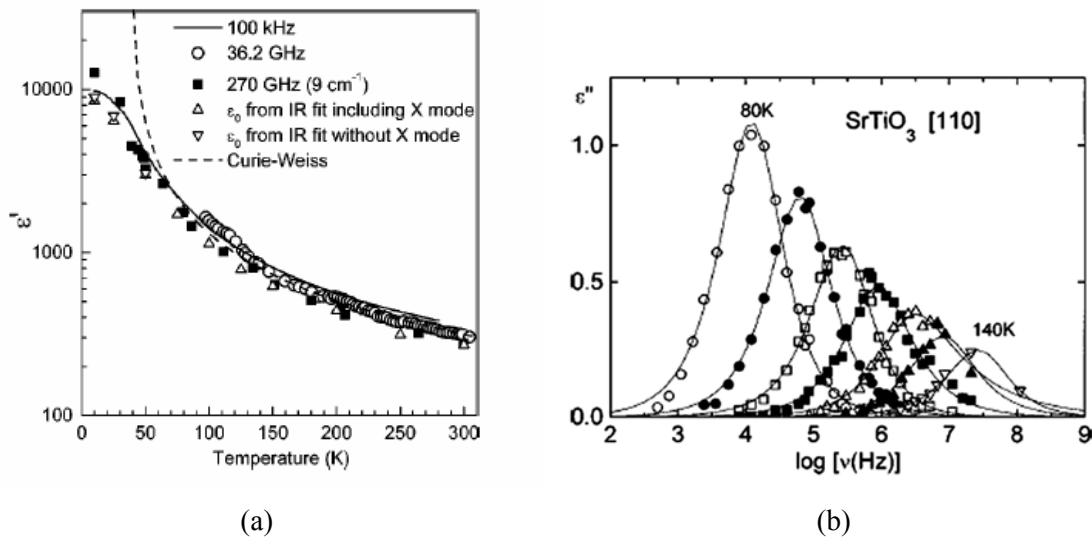 100 kHz
36.2 GHz
270 GHz (9 cm⁻¹)
ε₀ from IR fit including X mode
ε₀ from IR fit without X mode
Curie-Weiss
10000
1000
100
ε'
0 50 100 150 200 250 300
Temperature (K)
(a)
ε''
1.0
0.5
0.0
80K
SrTiO₃ [110]
140K
2 3 4 5 6 7 8 9
log [ν(Hz)]
(b)